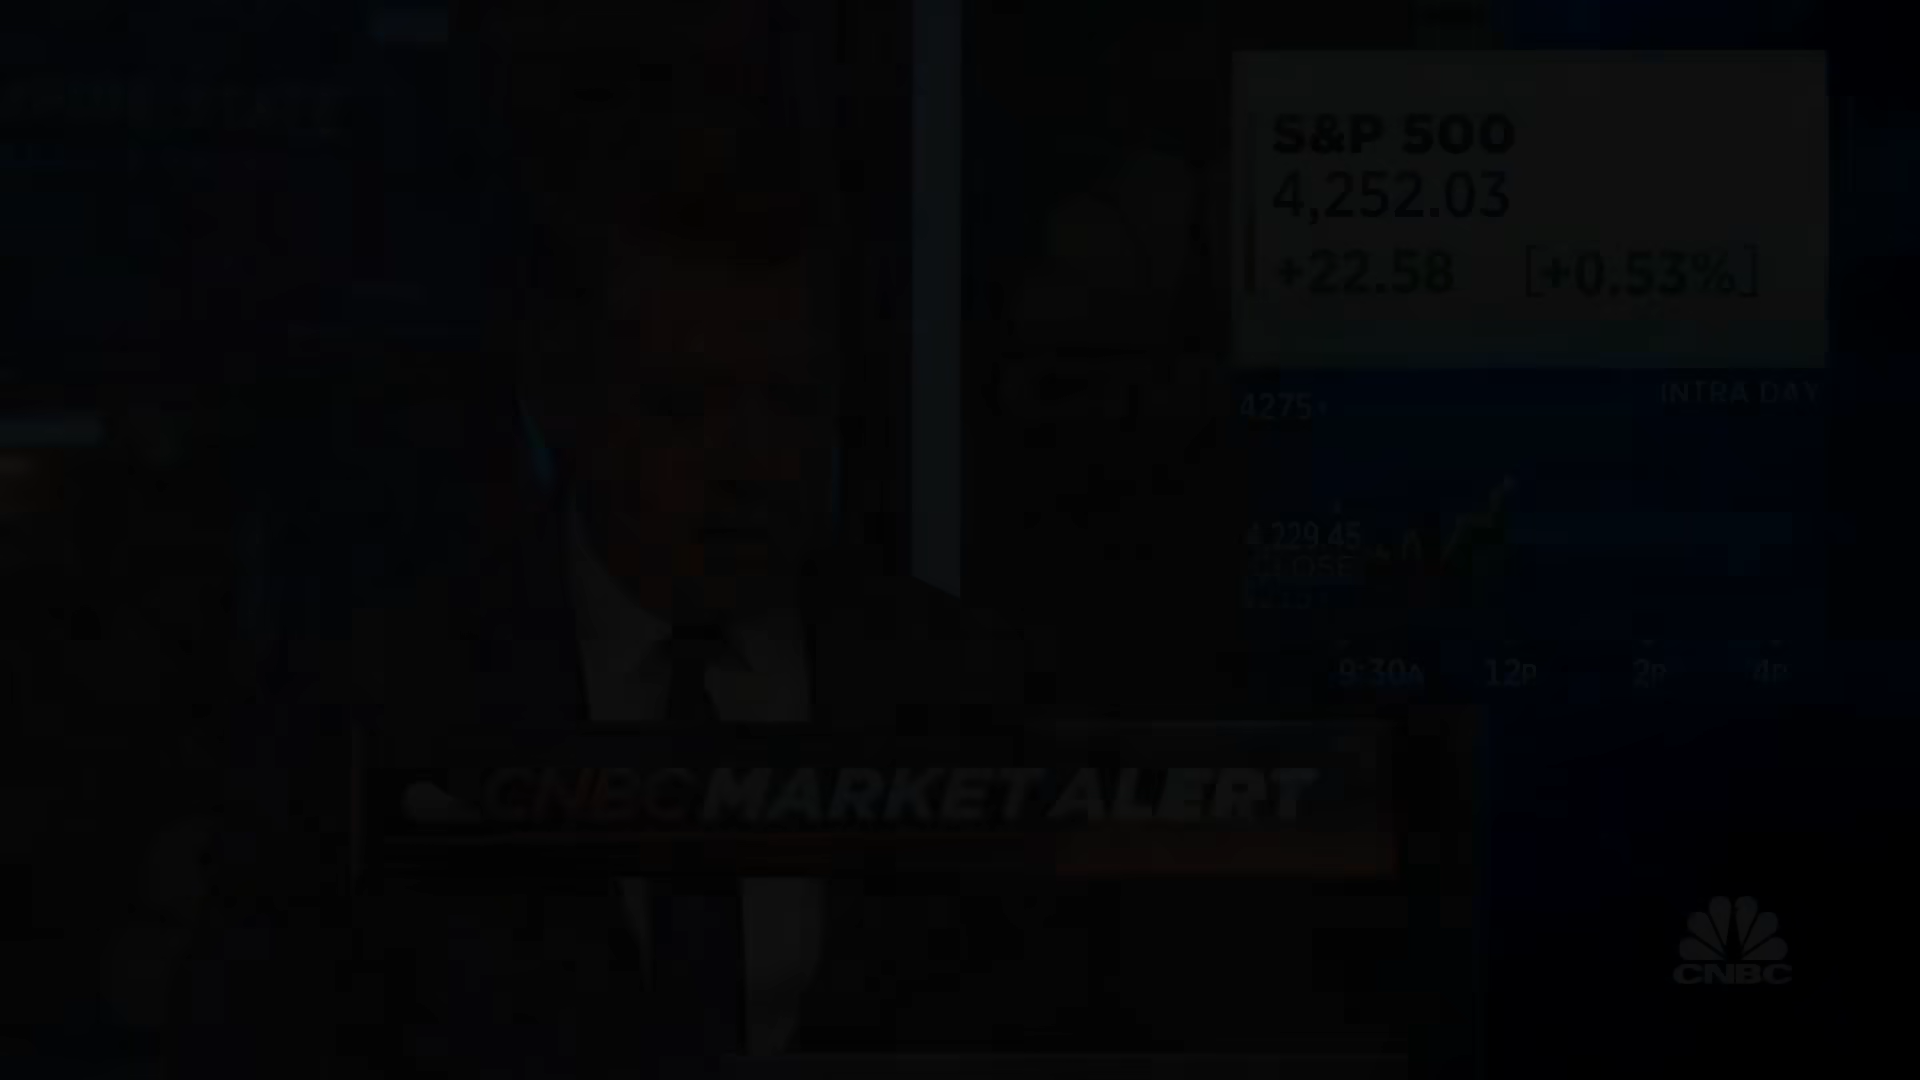 S&P 500
4,252.03
+22.58 [+0.53%]
INTRA DAY
4275
4,229.45
CLOSE
9:30A 12P 2P 4P
CNBC MARKET ALERT
CNBC